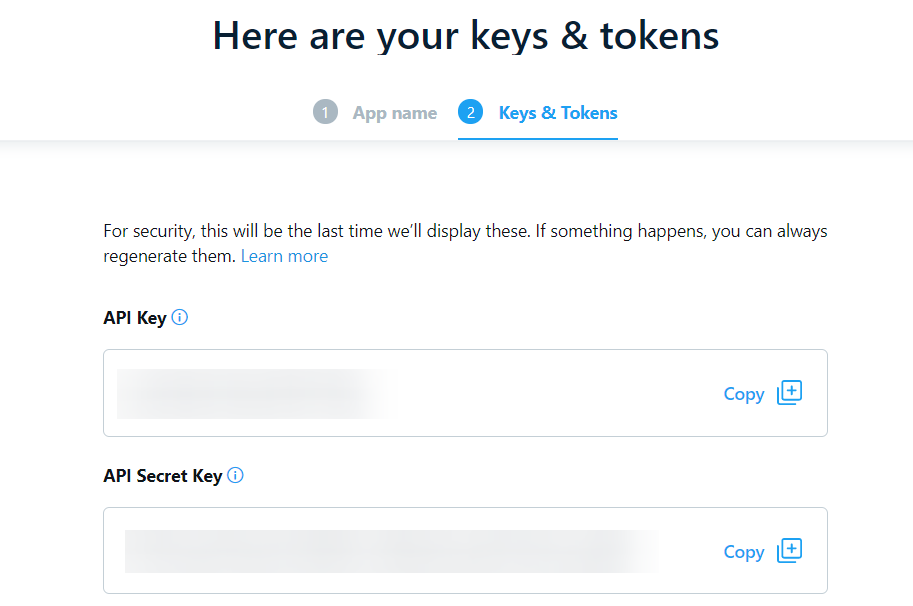 Here are your keys & tokens
1 App name 2 Keys & Tokens
For security, this will be the last time we'll display these. If something happens, you can always
regenerate them. Learn more
API Key
Copy
API Secret Key
Copy